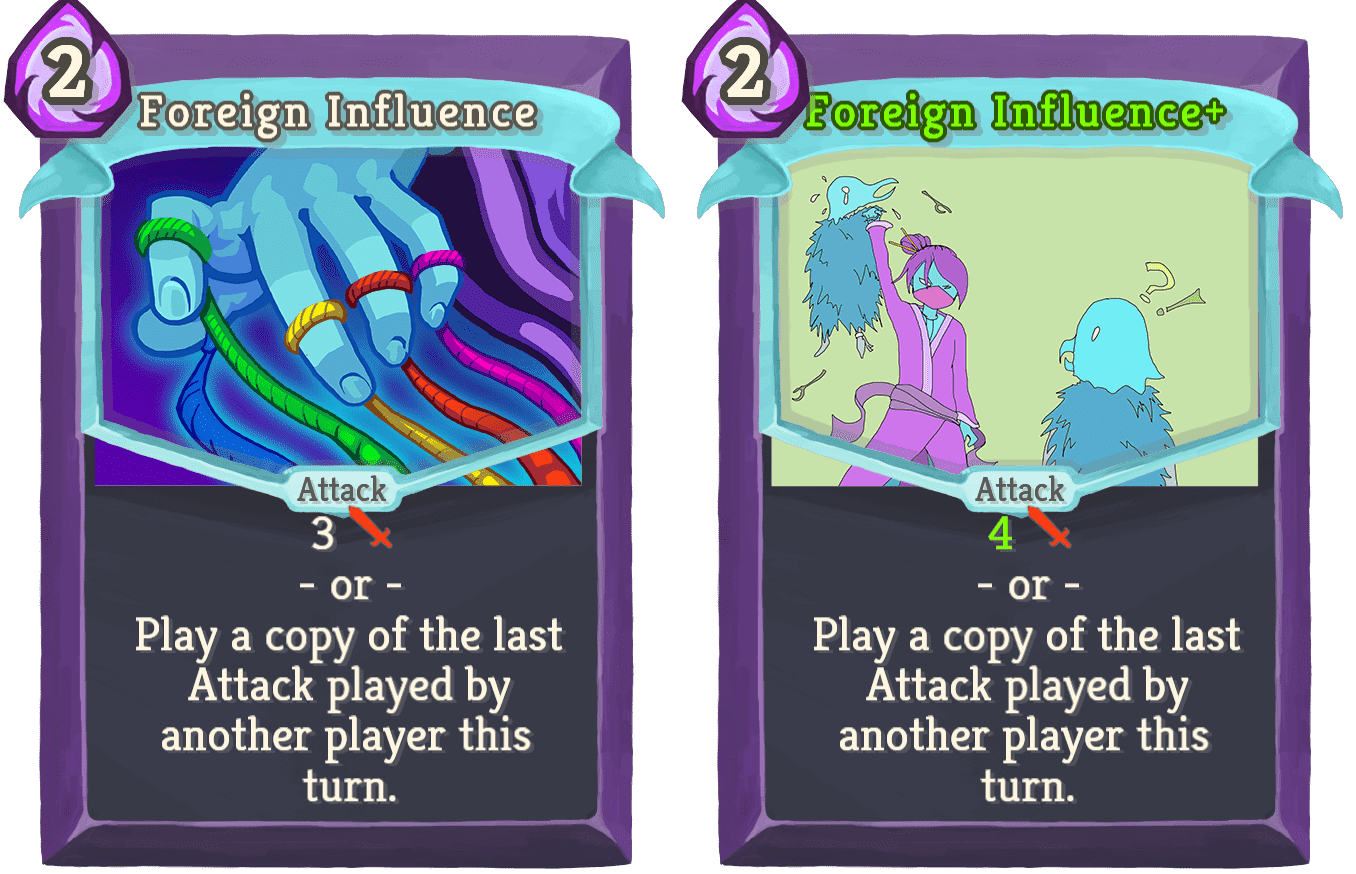 2
Foreign Influence
Attack
3
- or -
Play a copy of the last
Attack played by
another player this
turn.
2
Foreign Influence+
?
!
Attack
4
- or -
Play a copy of the last
Attack played by
another player this
turn.